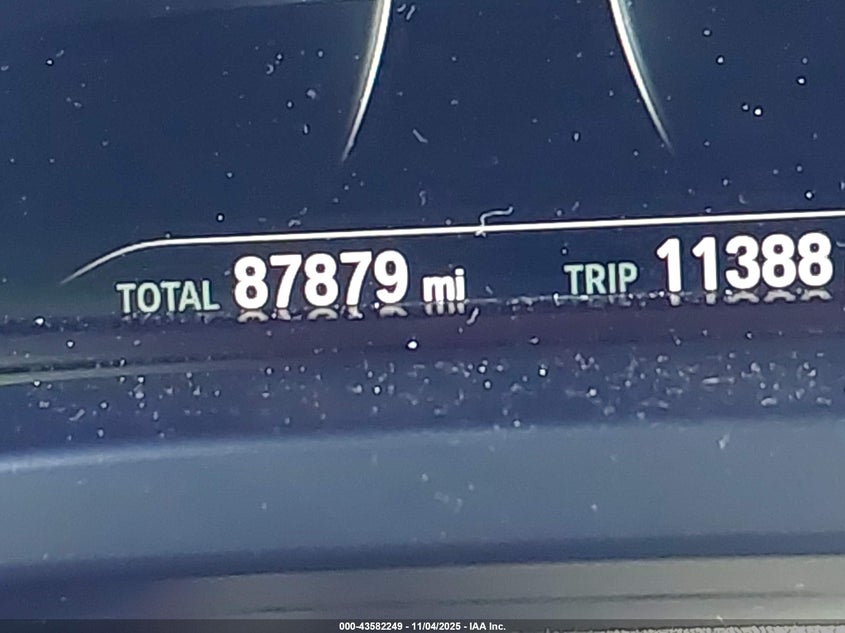 TOTAL 87879 mi TRIP 11388
000-43582249 - 11/04/2025 - IAA Inc.